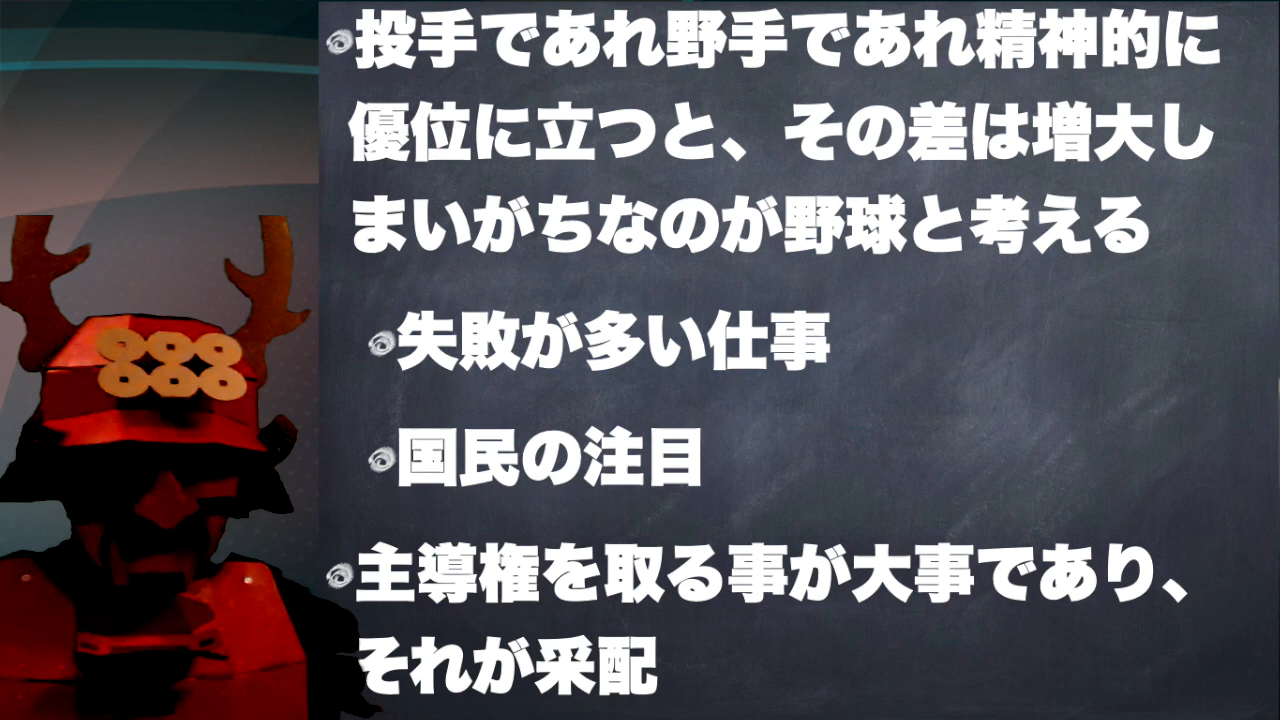 投手であれ野手であれ精神的に
優位に立つと、その差は増大し
まいがちなのが野球と考える
失敗が多い仕事
国民の注目
主導権を取る事が大事であり、
それが采配